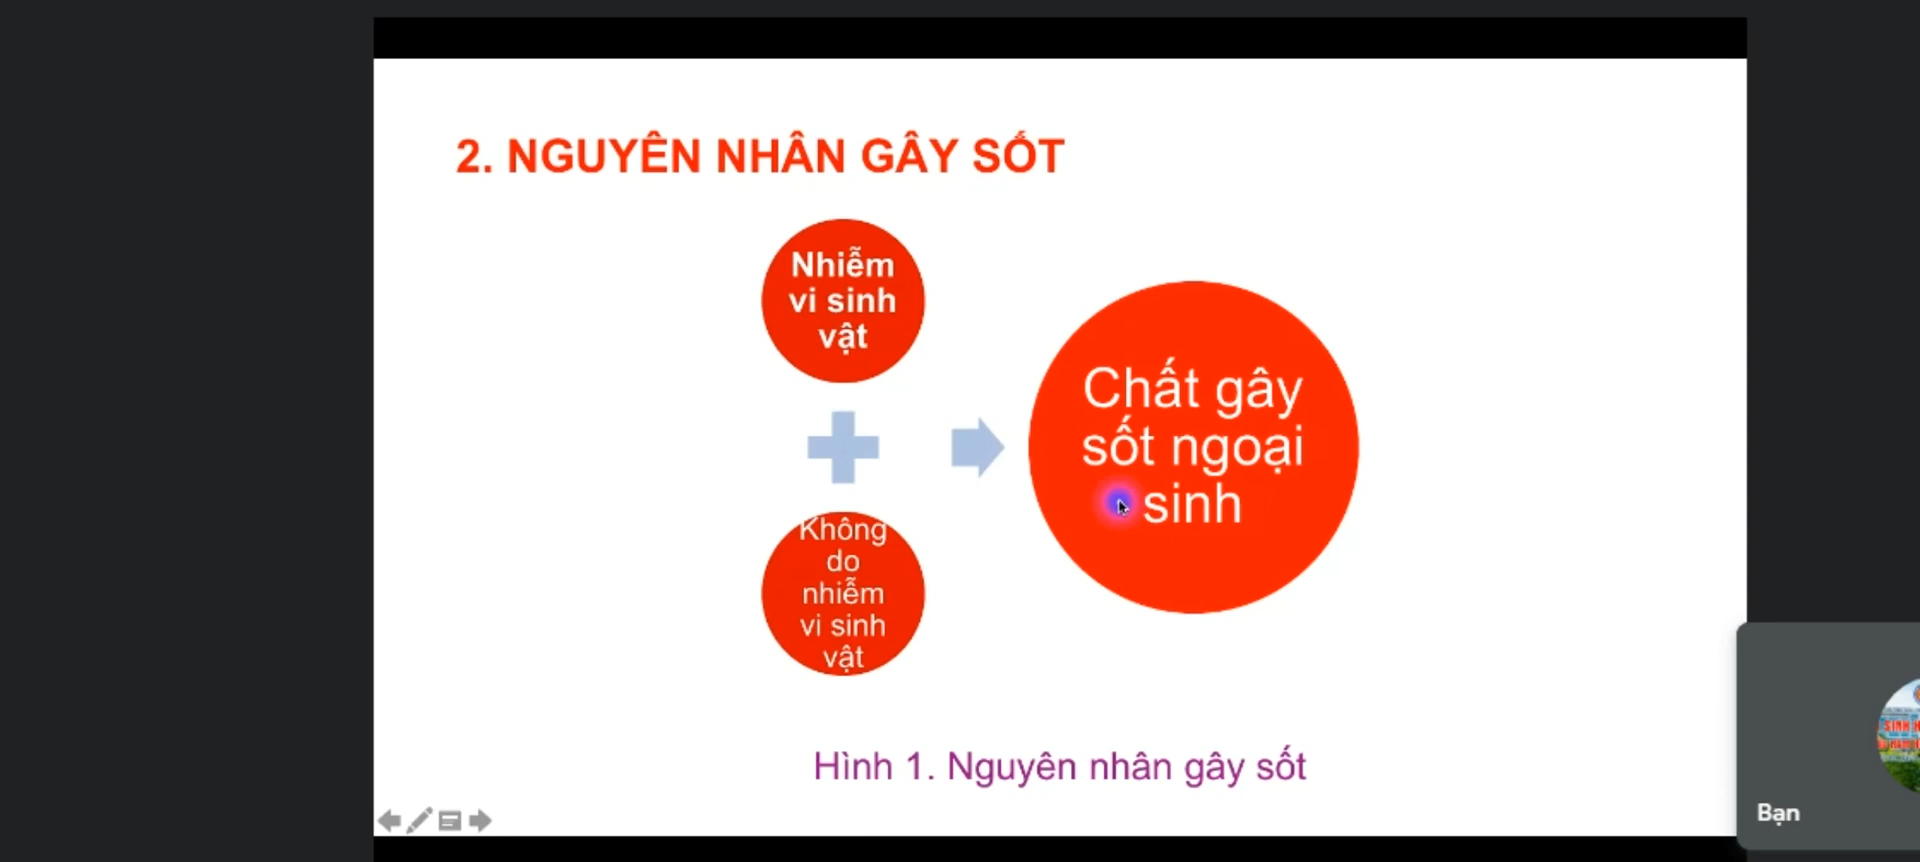 2. NGUYÊN NHÂN GÂY SỐT
Nhiễm
vi sinh
vật
Không
do
nhiễm
vi sinh
vật
Chất gây
sốt ngoại
sinh
Hình 1. Nguyên nhân gây sốt
Bạn